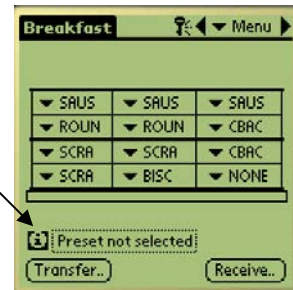 Breakfast Menu
SAUS SAUS SAUS
ROUN ROUN CBAC
SCRA SCRA CBAC
SCRA BISC NONE
i Preset not selected
Transfer.. Receive..